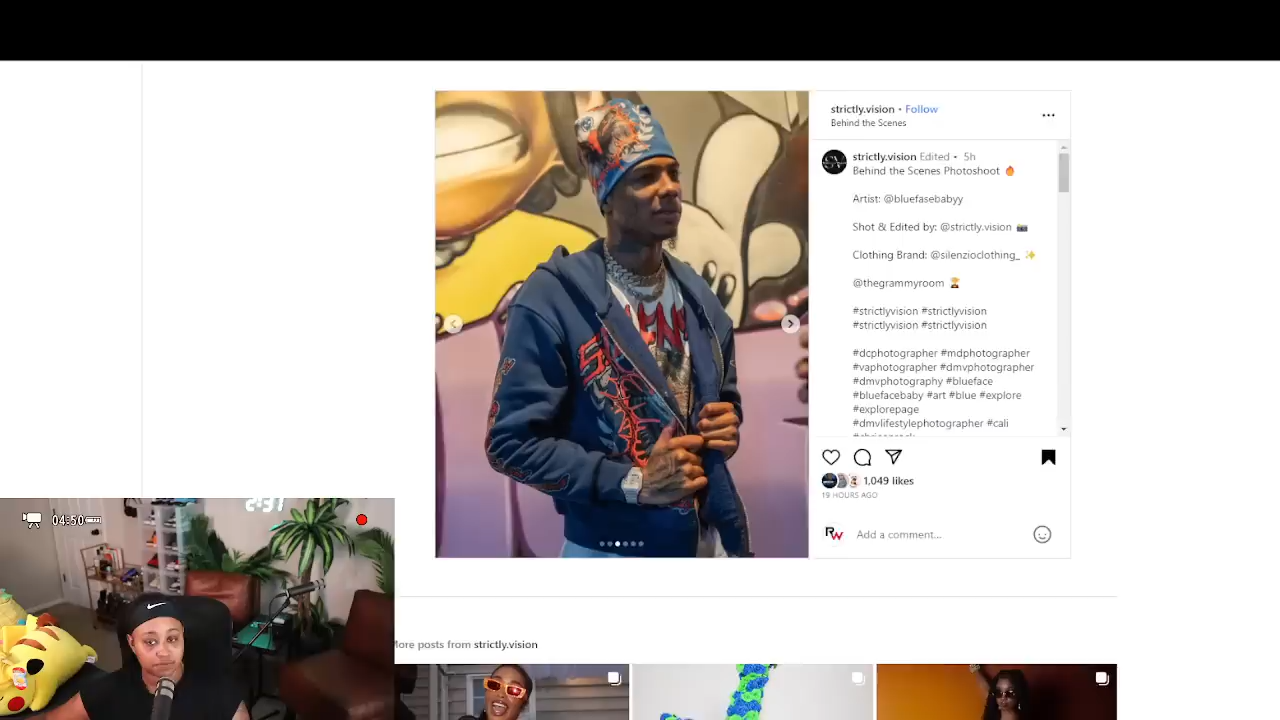 strictly.vision • Follow
Behind the Scenes
strictly.vision Edited • 5h
Behind the Scenes Photoshoot 🔥
Artist: @bluefasebabyy
Shot & Edited by: @strictly.vision 📸
Clothing Brand: @silenzioclothing_ ✨
@thegrammyroom 🏆
#strictlyvision #strictlyvision
#strictlyvision #strictlyvision
#dcphotographer #mdphotographer
#vaphotographer #dmvphotographer
#dmvphotography #blueface
#bluefacebaby #art #blue #explore
#explorepage
#dmvlifestylephotographer #cali
1,049 likes
19 HOURS AGO
RW
Add a comment...
2:37
04:50
More posts from strictly.vision